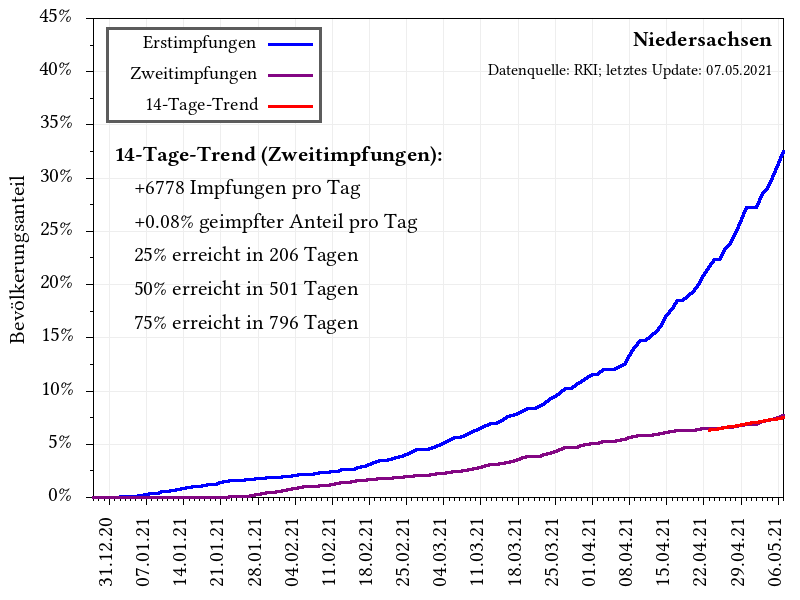 45%
40%
35%
30%
25%
20%
15%
10%
5%
0%
Bevölkerungsanteil
Erstimpfungen
Zweitimpfungen
14-Tage-Trend
Niedersachsen
Datenquelle: RKI; letztes Update: 07.05.2021
14-Tage-Trend (Zweitimpfungen):
+6778 Impfungen pro Tag
+0.08% geimpfter Anteil pro Tag
25% erreicht in 206 Tagen
50% erreicht in 501 Tagen
75% erreicht in 796 Tagen
31.12.20
07.01.21
14.01.21
21.01.21
28.01.21
04.02.21
11.02.21
18.02.21
25.02.21
04.03.21
11.03.21
18.03.21
25.03.21
01.04.21
08.04.21
15.04.21
22.04.21
29.04.21
06.05.21